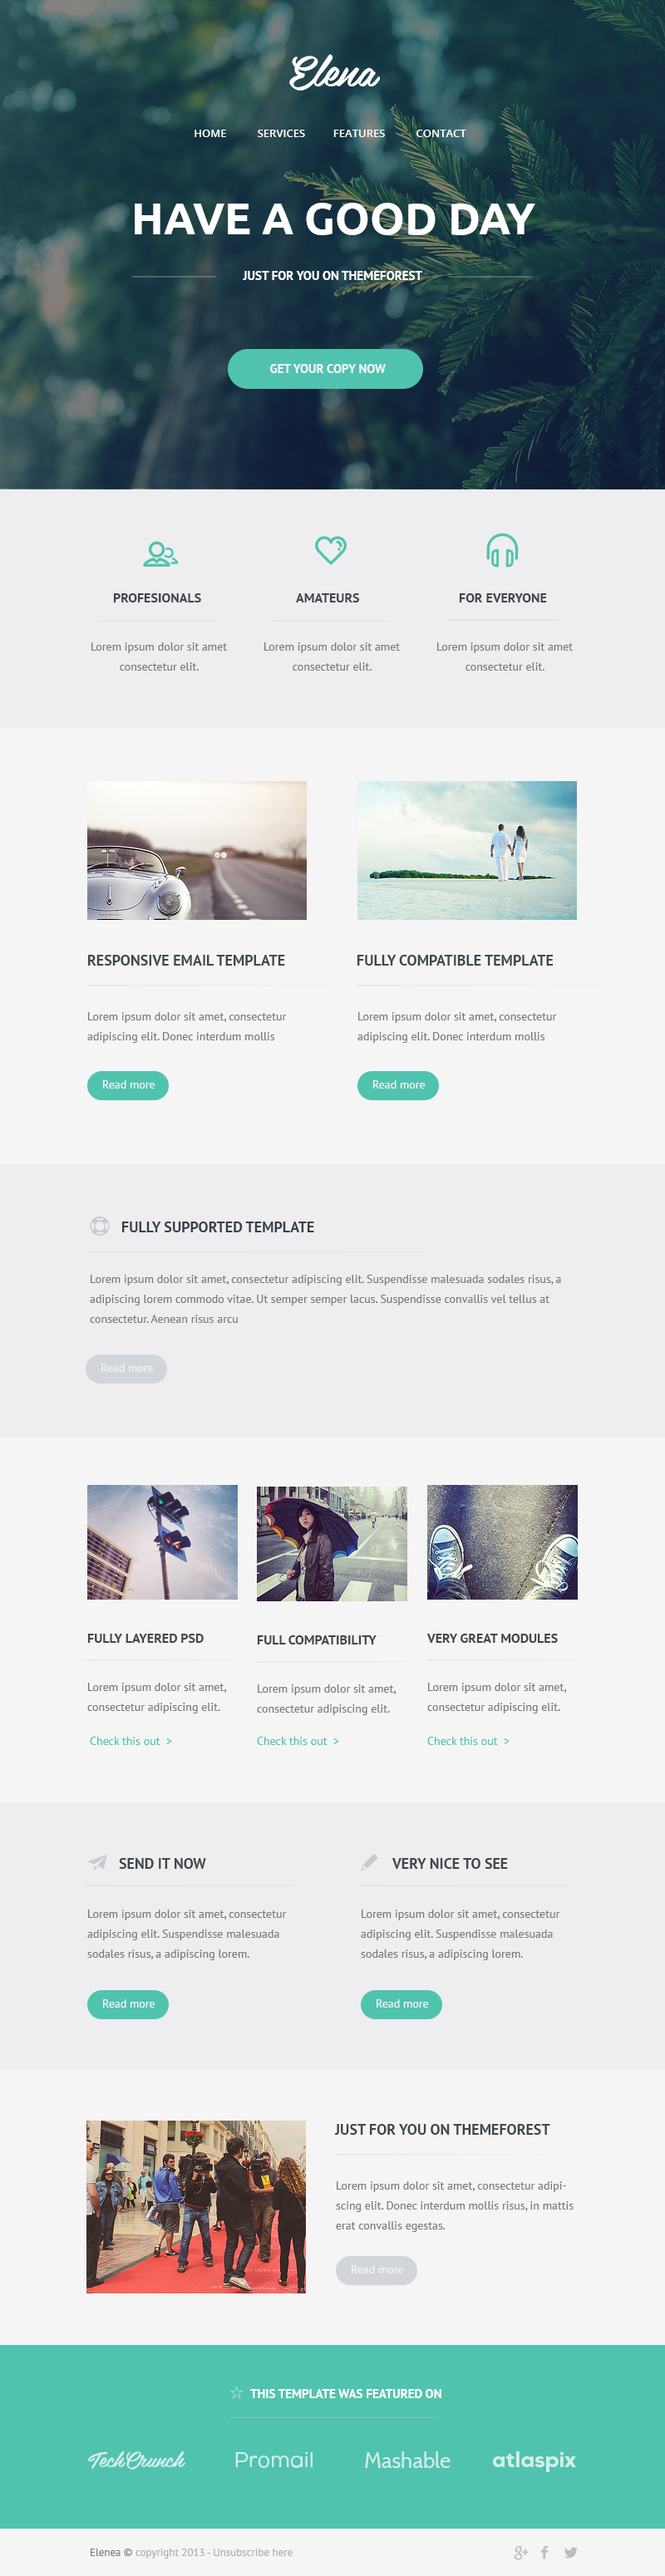 Elena
HOME SERVICES FEATURES CONTACT
HAVE A GOOD DAY
JUST FOR YOU ON THEMEFOREST
GET YOUR COPY NOW
PROFESIONALS
Lorem ipsum dolor sit amet
consectetur elit.
AMATEURS
Lorem ipsum dolor sit amet
consectetur elit.
FOR EVERYONE
Lorem ipsum dolor sit amet
consectetur elit.
RESPONSIVE EMAIL TEMPLATE
Lorem ipsum dolor sit amet, consectetur
adipiscing elit. Donec interdum mollis
Read more
FULLY COMPATIBLE TEMPLATE
Lorem ipsum dolor sit amet, consectetur
adipiscing elit. Donec interdum mollis
Read more
FULLY SUPPORTED TEMPLATE
Lorem ipsum dolor sit amet, consectetur adipiscing elit. Suspendisse malesuada sodales risus, a
adipiscing lorem commodo vitae. Ut semper semper lacus. Suspendisse convallis vel tellus at
consectetur. Aenean risus arcu
Read more
FULLY LAYERED PSD
Lorem ipsum dolor sit amet,
consectetur adipiscing elit.
Check this out >
FULL COMPATIBILITY
Lorem ipsum dolor sit amet,
consectetur adipiscing elit.
Check this out >
VERY GREAT MODULES
Lorem ipsum dolor sit amet,
consectetur adipiscing elit.
Check this out >
SEND IT NOW
Lorem ipsum dolor sit amet, consectetur
adipiscing elit. Suspendisse malesuada
sodales risus, a adipiscing lorem.
Read more
VERY NICE TO SEE
Lorem ipsum dolor sit amet, consectetur
adipiscing elit. Suspendisse malesuada
sodales risus, a adipiscing lorem.
Read more
JUST FOR YOU ON THEMEFOREST
Lorem ipsum dolor sit amet, consectetur adipi-
scing elit. Donec interdum mollis risus, in mattis
erat convallis egestas.
Read more
THIS TEMPLATE WAS FEATURED ON
TechCrunch Promail Mashable atlaspix
Elenea © copyright 2013 - Unsubscribe here